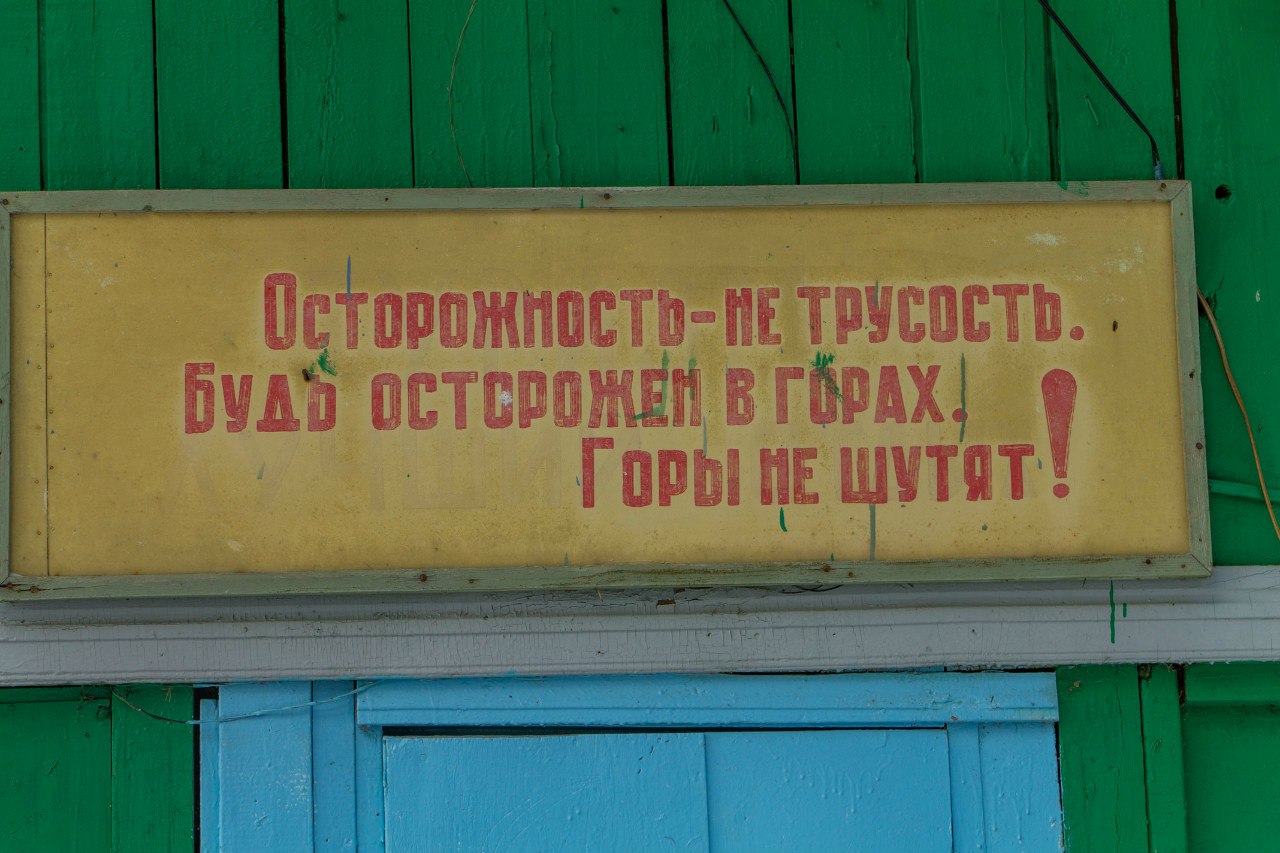 Осторожность-не трусость.
Будь осторожен в горах.
Горы не шутят!